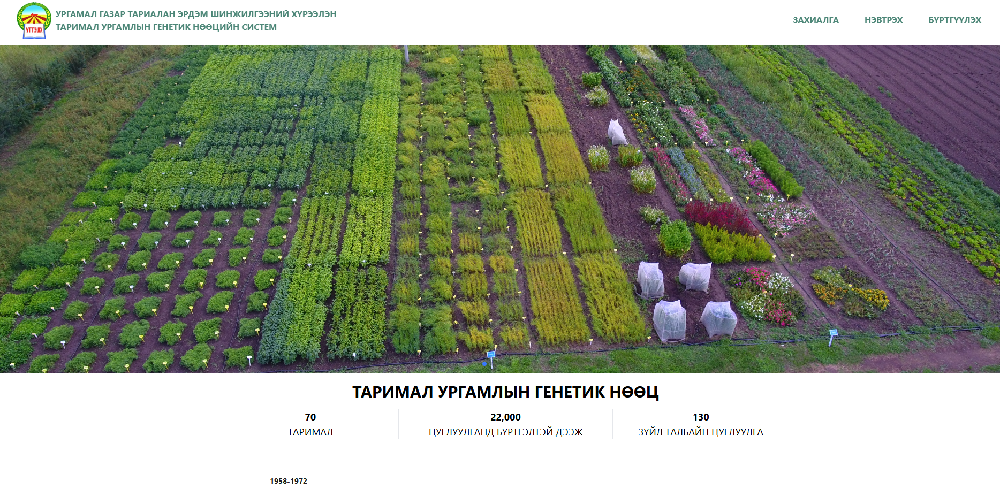 УРГАМАЛ ГАЗАР ТАРИАЛАН ЭРДЭМ ШИНЖИЛГЭЭНИЙ ХҮРЭЭЛЭН
ТАРИМАЛ УРГАМЛЫН ГЕНЕТИК НӨӨЦИЙН СИСТЕМ
УГТЭШХ
ЗАХИАЛГА НЭВТРЭХ БҮРТГҮҮЛЭХ
ТАРИМАЛ УРГАМЛЫН ГЕНЕТИК НӨӨЦ
70 22,000 130
ТАРИМАЛ ЦУГЛУУЛГАНД БҮРТГЭЛТЭЙ ДЭЭЖ ЗҮЙЛ ТАЛБАЙН ЦУГЛУУЛГА
1958-1972